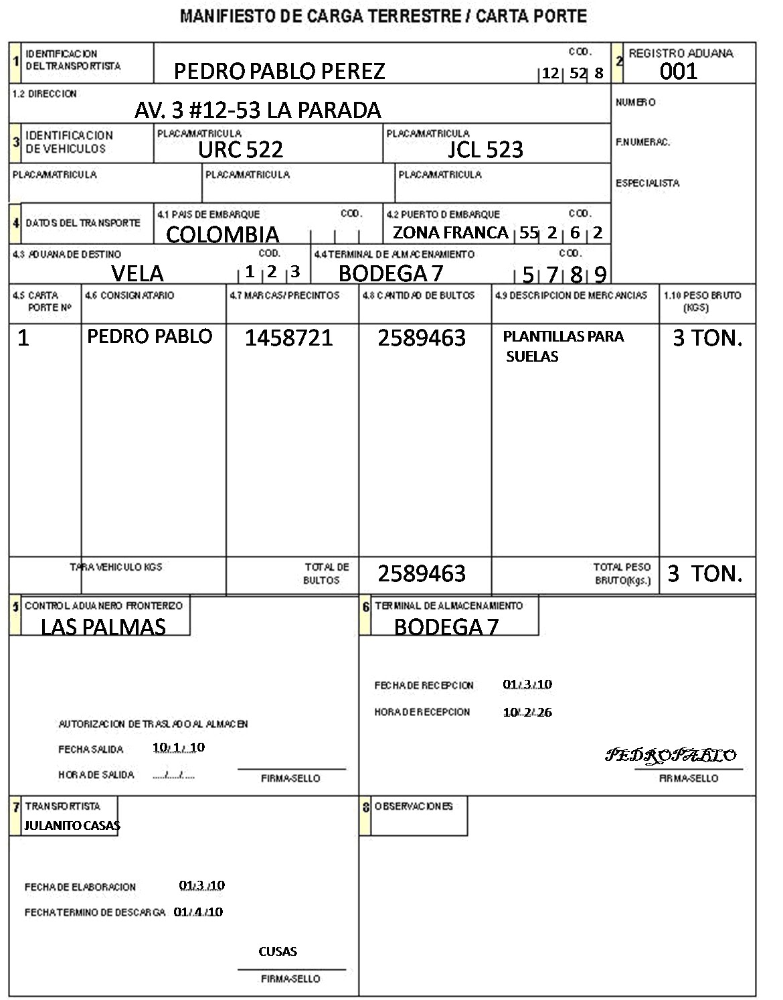 MANIFIESTO DE CARGA TERRESTRE / CARTA PORTE
1 IDENTIFICACION DEL TRANSPORTISTA
PEDRO PABLO PEREZ
COD.
12 52 8
2 REGISTRO ADUANA
001
1.2 DIRECCION
AV. 3 #12-53 LA PARADA
NUMERO
3 IDENTIFICACION DE VEHICULOS
PLACA/MATRICULA
URC 522
PLACA/MATRICULA
JCL 523
F.NUMERAC.
PLACA/MATRICULA
PLACA/MATRICULA
PLACA/MATRICULA
ESPECIALISTA
4 DATOS DEL TRANSPORTE
4.1 PAIS DE EMBARQUE COD.
COLOMBIA
4.2 PUERTO D EMBARQUE COD.
ZONA FRANCA 55 2 6 2
4.3 ADUANA DE DESTINO COD.
VELA 1 2 3
4.4 TERMINAL DE ALMACENAMIENTO COD.
BODEGA 7 5 7 8 9
4.5 CARTA PORTE Nº
4.6 CONSIGNATARIO
4.7 MARCAS/PRECINTOS
4.8 CANTIDAD DE BULTOS
4.9 DESCRIPCION DE MERCANCIAS
1.10 PESO BRUTO (KGS)
1
PEDRO PABLO
1458721
2589463
PLANTILLAS PARA
SUELAS
3 TON.
TARA VEHICULO KGS
TOTAL DE BULTOS
2589463
TOTAL PESO BRUTO(Kgs.)
3 TON.
5 CONTROL ADUANERO FRONTERIZO
LAS PALMAS
AUTORIZACION DE TRASLADO AL ALMACEN
FECHA SALIDA 10/1/10
HORA DE SALIDA ...../...../.....
FIRMA-SELLO
6 TERMINAL DE ALMACENAMIENTO
BODEGA 7
FECHA DE RECEPCION 01/3/10
HORA DE RECEPCION 10/2/26
PEDROPABLO
FIRMA-SELLO
7 TRANSPORTISTA
JULANITO CASAS
FECHA DE ELABORACION 01/3/10
FECHA TERMINO DE DESCARGA 01/4/10
CUSAS
FIRMA-SELLO
8 OBSERVACIONES